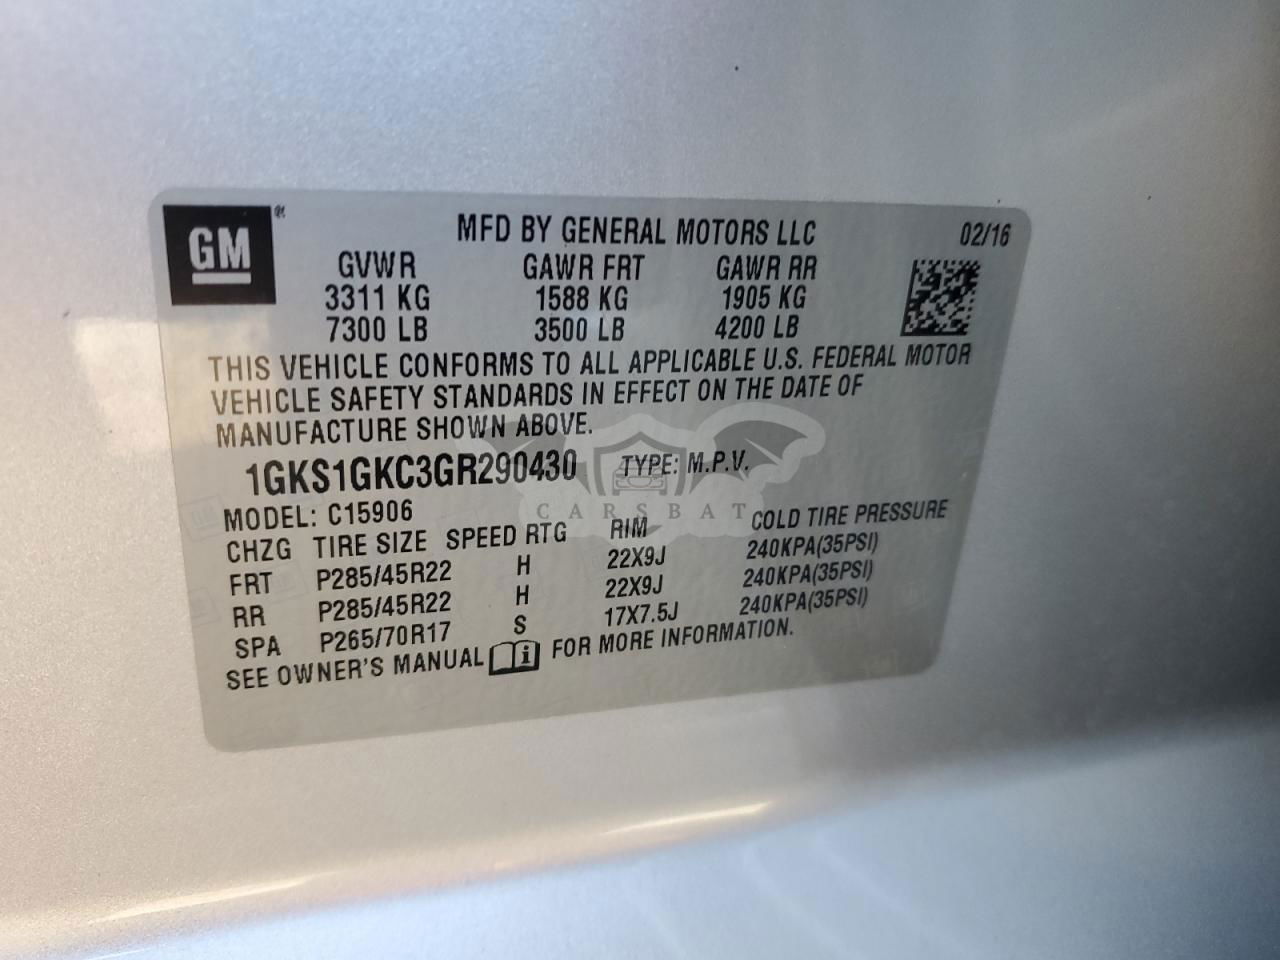 GM®
MFD BY GENERAL MOTORS LLC 02/16
GVWR GAWR FRT GAWR RR
3311 KG 1588 KG 1905 KG
7300 LB 3500 LB 4200 LB
THIS VEHICLE CONFORMS TO ALL APPLICABLE U.S. FEDERAL MOTOR
VEHICLE SAFETY STANDARDS IN EFFECT ON THE DATE OF
MANUFACTURE SHOWN ABOVE.
1GKS1GKC3GR290430 TYPE: M.P.V.
CARSBAT
MODEL: C15906
CHZG TIRE SIZE SPEED RTG RIM COLD TIRE PRESSURE
FRT P285/45R22 H 22X9J 240KPA(35PSI)
RR P285/45R22 H 22X9J 240KPA(35PSI)
SPA P265/70R17 S 17X7.5J 240KPA(35PSI)
SEE OWNER'S MANUAL i FOR MORE INFORMATION.